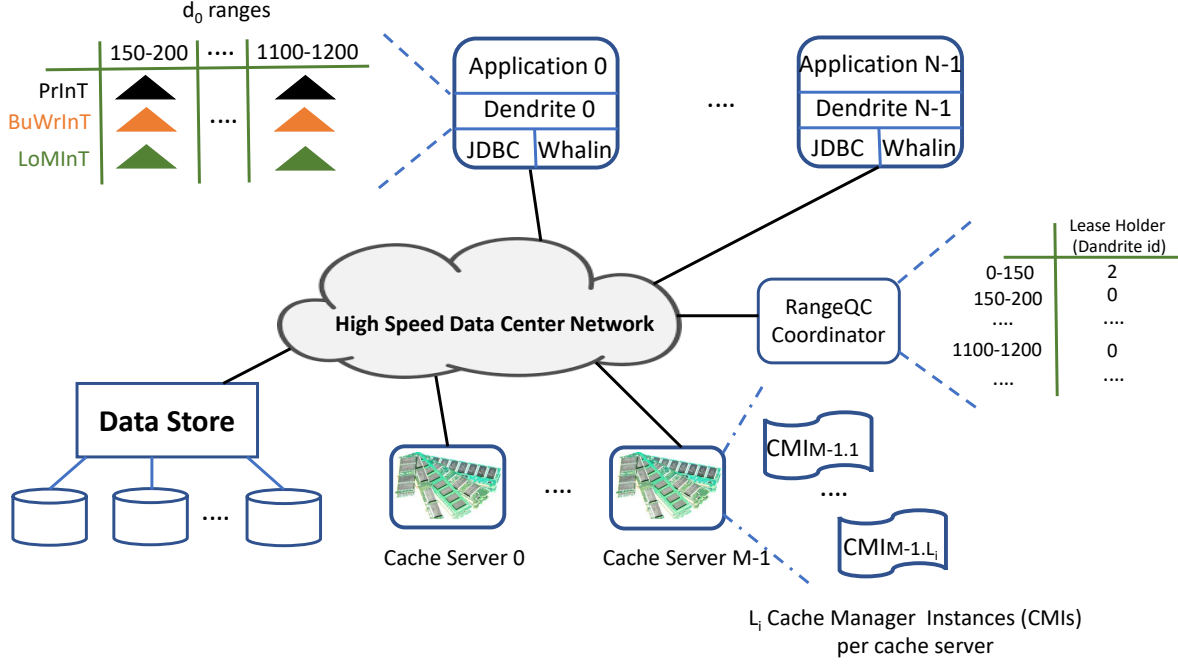 d0 ranges
150-200 .... 1100-1200
PrInT
BuWrInT ....
LoMInT
Application 0
Dendrite 0
JDBC Whalin
....
Application N-1
Dendrite N-1
JDBC Whalin
High Speed Data Center Network
RangeQC
Coordinator
Lease Holder
(Dandrite id)
0-150 2
150-200 0
.... ....
1100-1200 0
.... ....
Data Store
....
Cache Server 0
....
Cache Server M-1
CMIM-1.1
....
CMIM-1.Li
Li Cache Manager Instances (CMIs)
per cache server